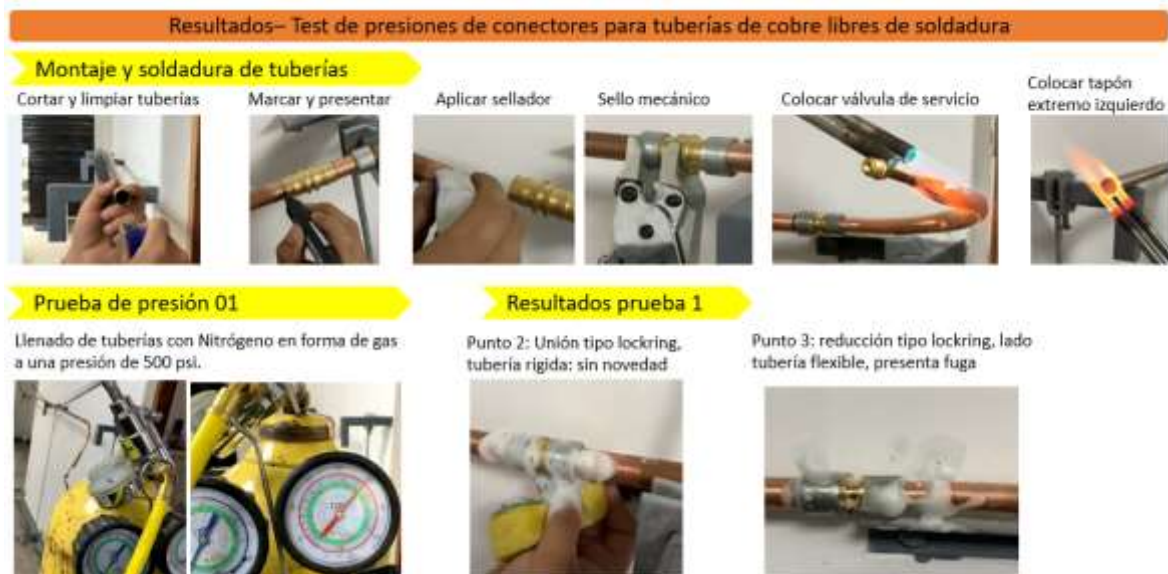 Resultados– Test de presiones de conectores para tuberías de cobre libres de soldadura
Montaje y soldadura de tuberías
Cortar y limpiar tuberías
Marcar y presentar
Aplicar sellador
Sello mecánico
Colocar válvula de servicio
Colocar tapón
extremo izquierdo
Prueba de presión 01
Llenado de tuberías con Nitrógeno en forma de gas
a una presión de 500 psi.
Resultados prueba 1
Punto 2: Unión tipo lockring,
tubería rigida: sin novedad
Punto 3: reducción tipo lockring, lado
tubería flexible, presenta fuga